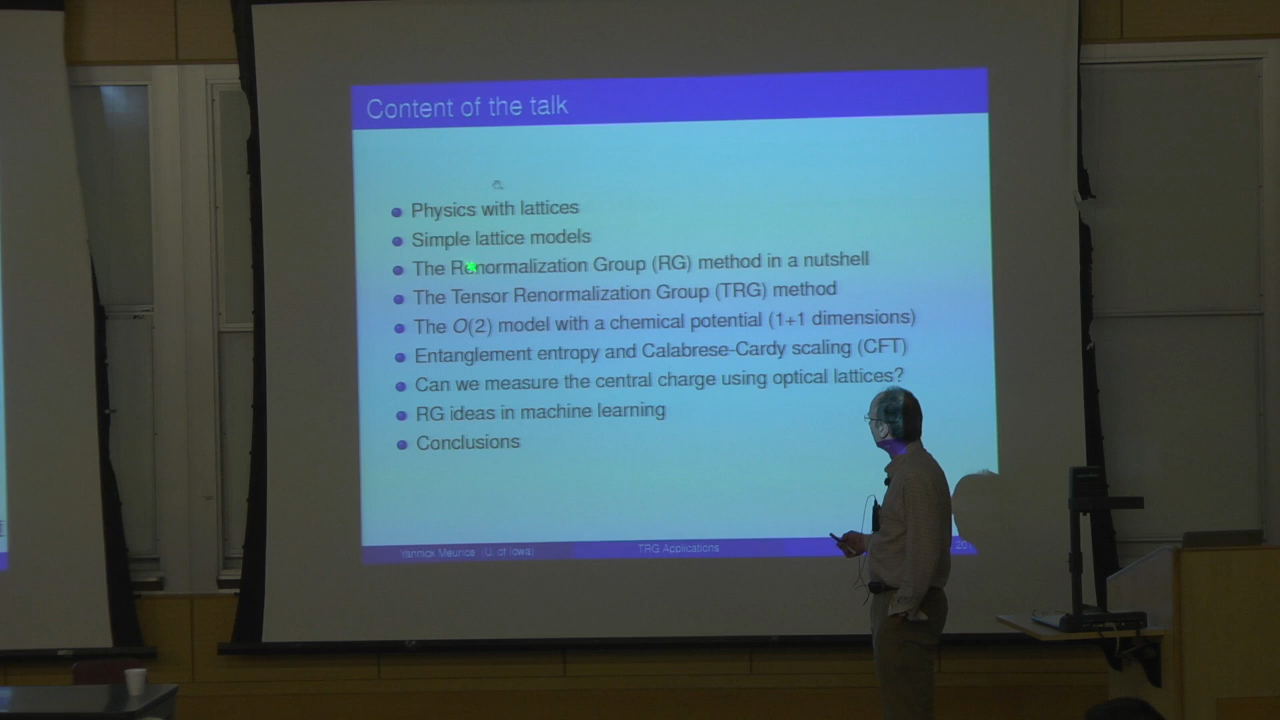 Content of the talk
Physics with lattices
Simple lattice models
The Renormalization Group (RG) method in a nutshell
The Tensor Renormalization Group (TRG) method
The O(2) model with a chemical potential (1+1 dimensions)
Entanglement entropy and Calabrese-Cardy scaling (CFT)
Can we measure the central charge using optical lattices?
RG ideas in machine learning
Conclusions
Yannick Meurice (U. of Iowa)
TRG Applications